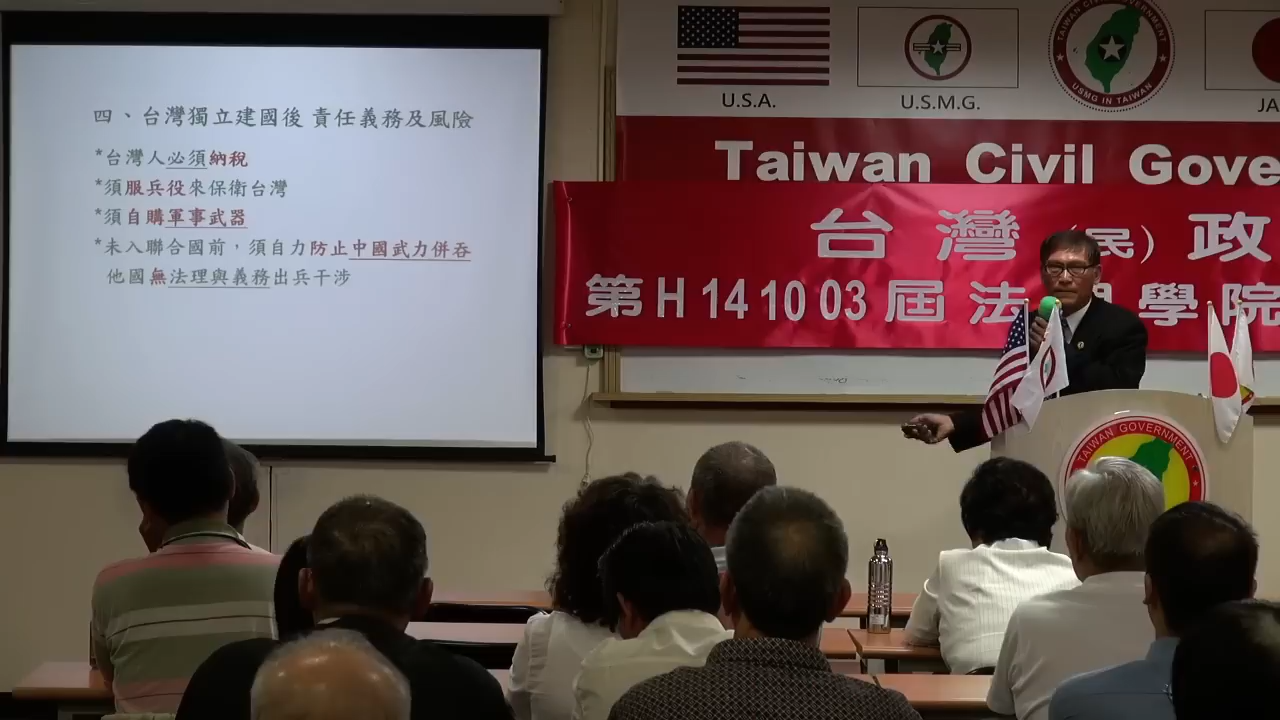 四、台灣獨立建國後 責任義務及風險
*台灣人必須納稅
*須服兵役來保衛台灣
*須自購軍事武器
*未入聯合國前，須自力防止中國武力併吞
他國無法理與義務出兵干涉
U.S.A.
U.S.M.G.
TAIWAN CIVIL GOVERNMENT
USMG IN TAIWAN
JA
Taiwan Civil Gove
台灣（民）政
第H 14 10 03 屆法 學院
TAIWAN GOVERNMENT